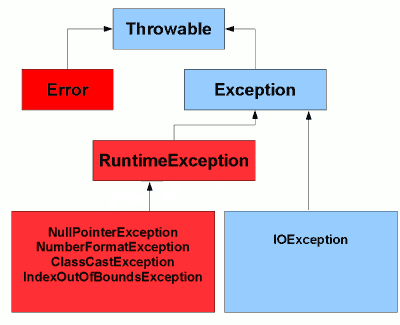 Throwable
Error
Exception
RuntimeException
NullPointerException
NumberFormatException
ClassCastException
IndexOutOfBoundsException
IOException